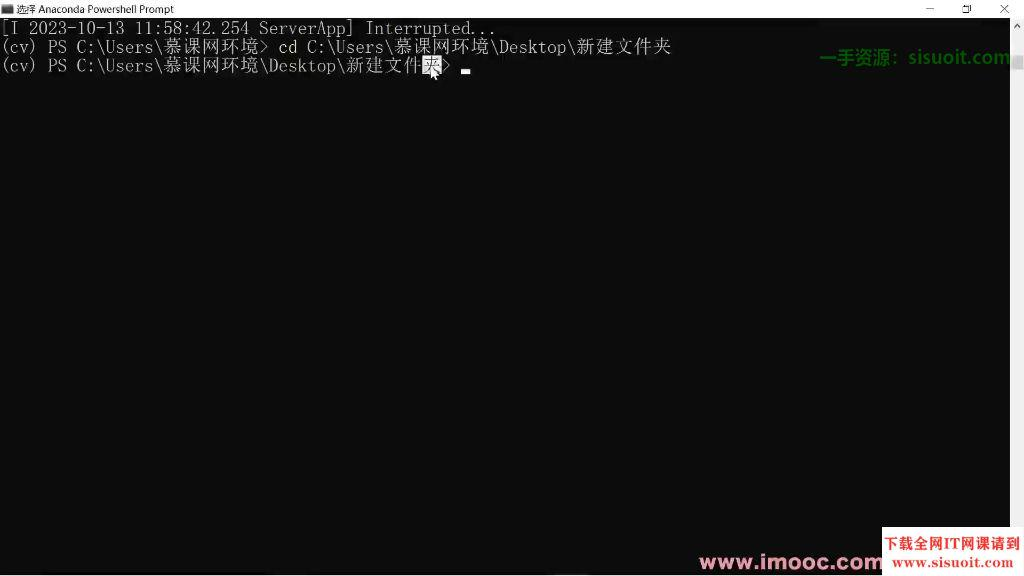 选择 Anaconda Powershell Prompt
[I 2023-10-13 11:58:42.254 ServerApp] Interrupted...
(cv) PS C:\Users\慕课网环境> cd C:\Users\慕课网环境\Desktop\新建文件夹
(cv) PS C:\Users\慕课网环境\Desktop\新建文件夹>
一手资源：sisuoit.com
www.imooc.com
下载全网IT网课请到
www.sisuoit.com